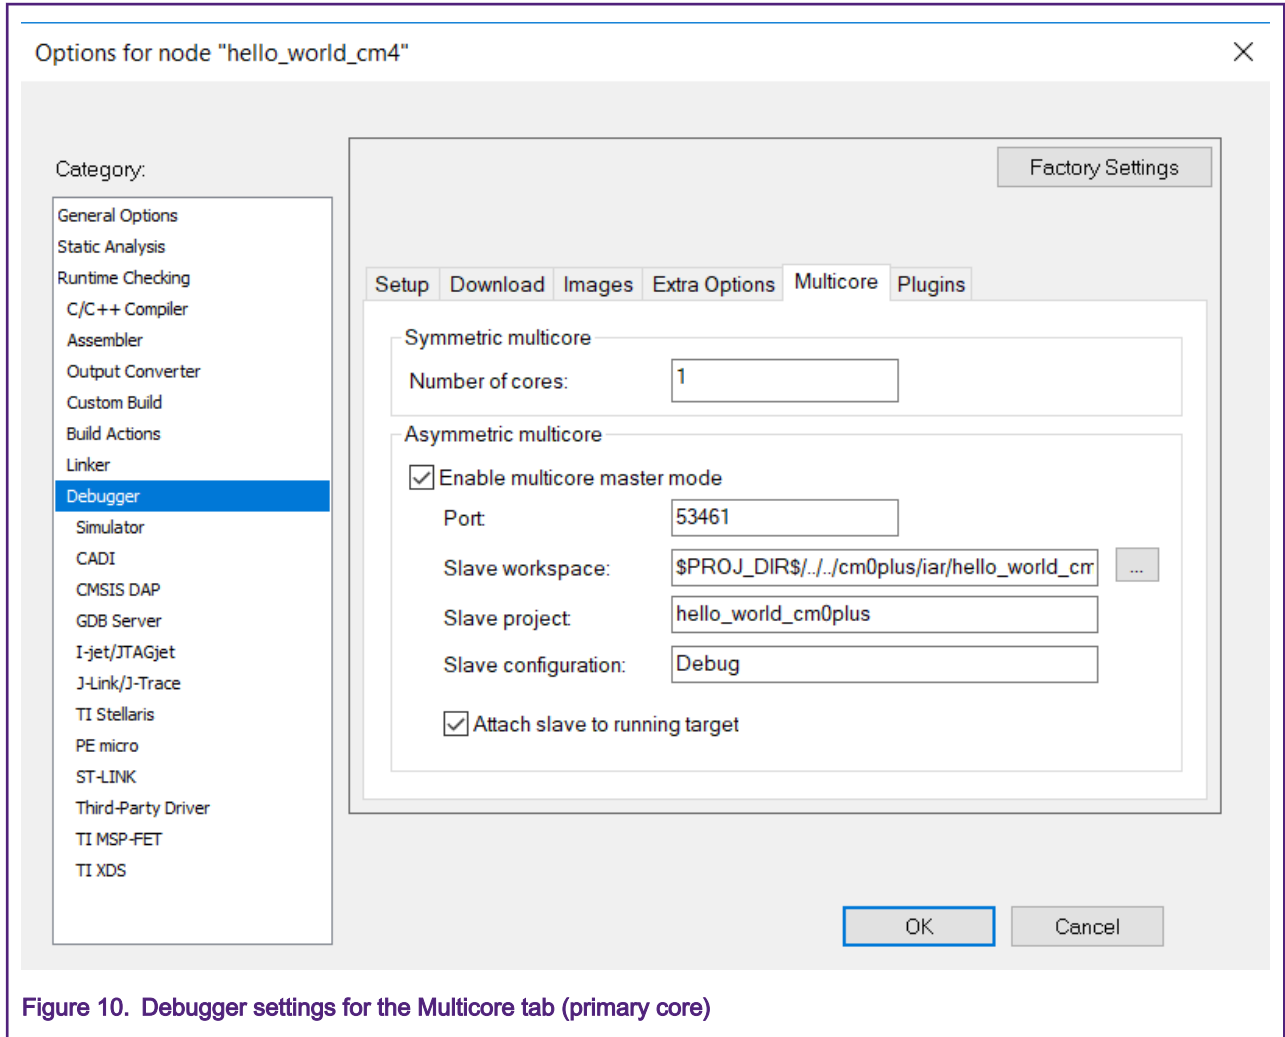 Options for node "hello_world_cm4"
Category:
Factory Settings
General Options
Static Analysis
Runtime Checking
C/C++ Compiler
Assembler
Output Converter
Custom Build
Build Actions
Linker
Debugger
Simulator
CADI
CMSIS DAP
GDB Server
I-jet/JTAGjet
J-Link/J-Trace
TI Stellaris
PE micro
ST-LINK
Third-Party Driver
TI MSP-FET
TI XDS
Setup Download Images Extra Options Multicore Plugins
Symmetric multicore
Number of cores: 1
Asymmetric multicore
Enable multicore master mode
Port: 53461
Slave workspace: $PROJ_DIR$/../../cm0plus/iar/hello_world_cm ...
Slave project: hello_world_cm0plus
Slave configuration: Debug
Attach slave to running target
OK Cancel
Figure 10. Debugger settings for the Multicore tab (primary core)